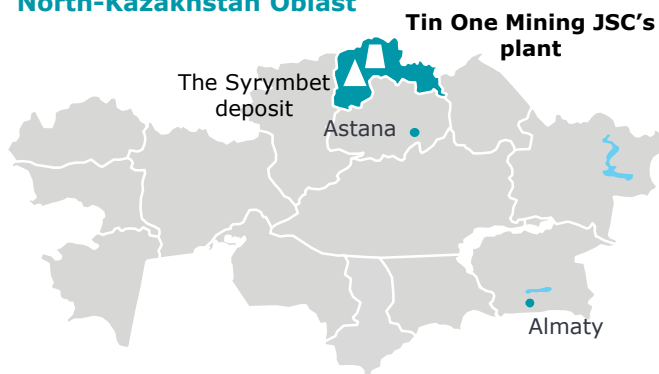 North-Kazakhstan Oblast
Tin One Mining JSC’s
plant
The Syrymbet
deposit
Astana
Almaty